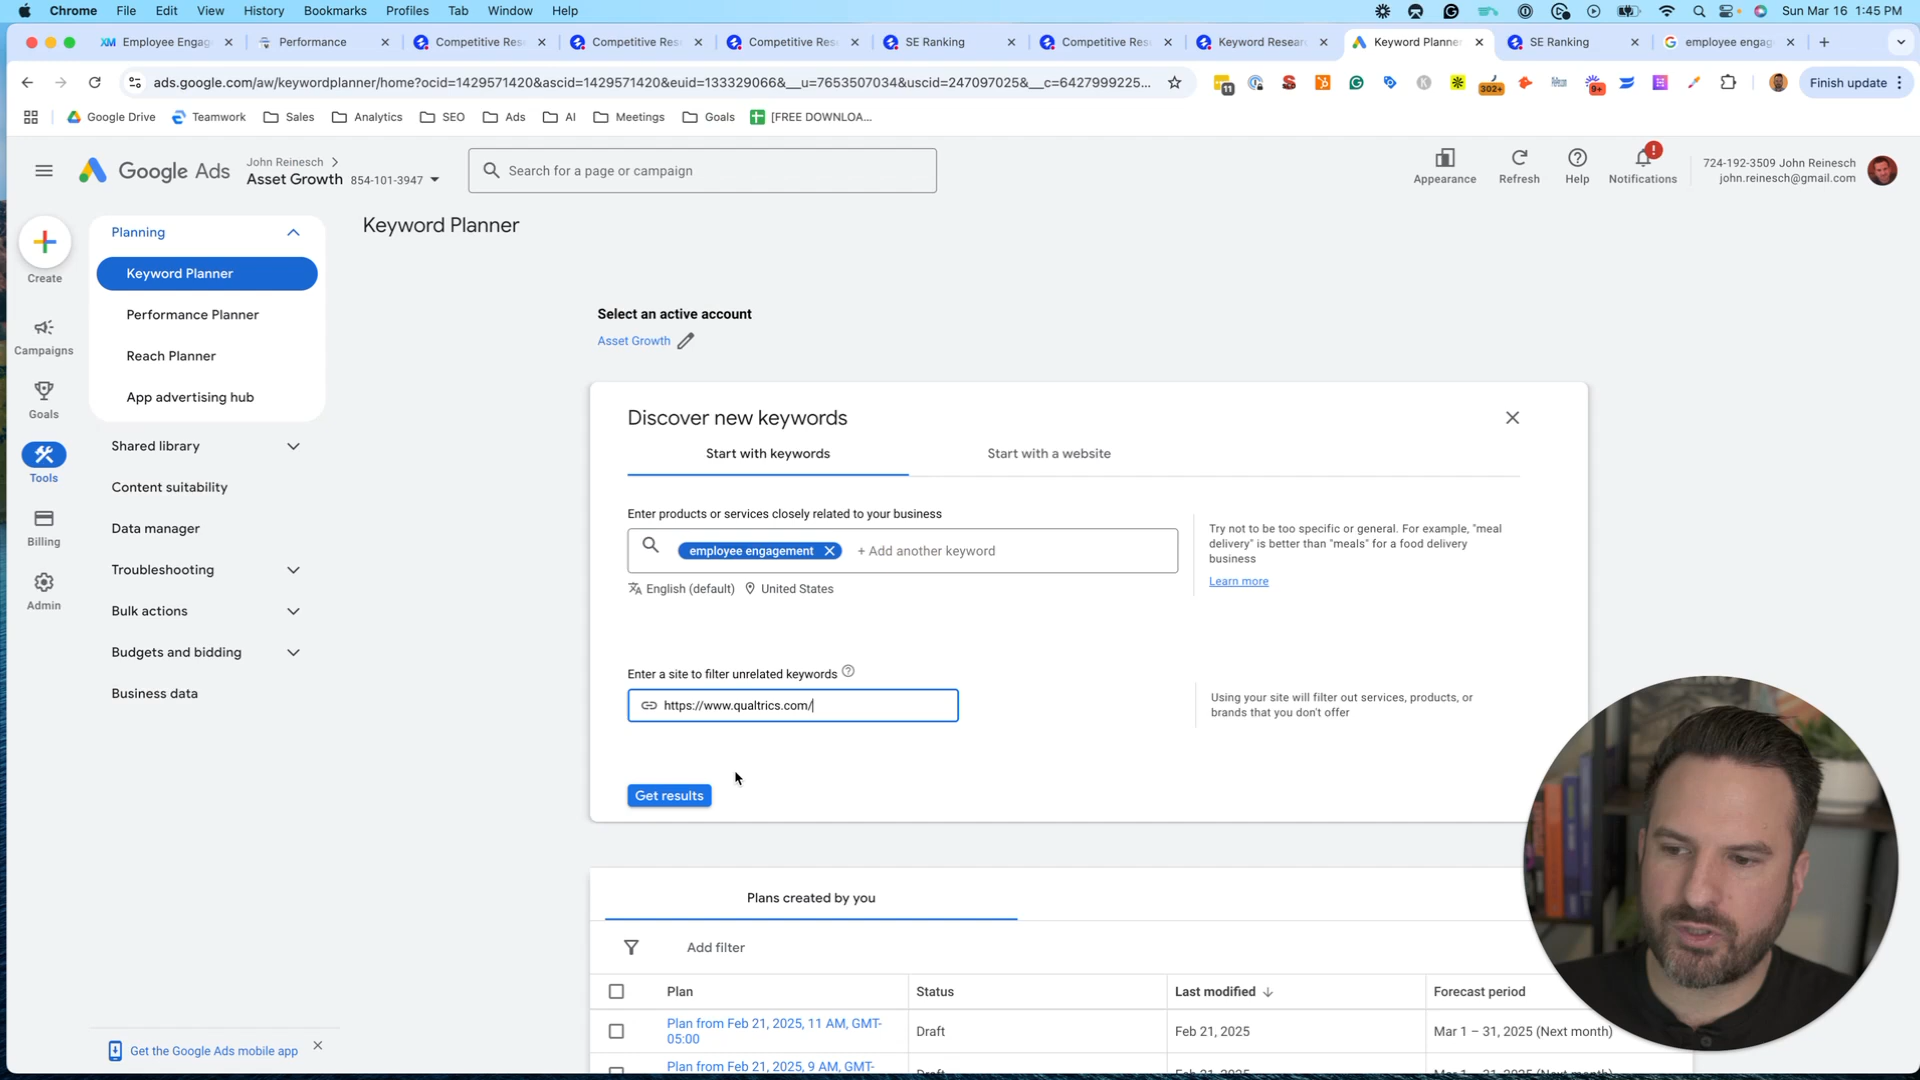 Chrome File Edit View History Bookmarks Profiles Tab Window Help Sun Mar 16 1:45 PM
XM Employee Engag Performance Competitive Res Competitive Res Competitive Res SE Ranking Competitive Res Keyword Resear Keyword Planne SE Ranking employee engag
ads.google.com/aw/keywordplanner/home?ocid=1429571420&ascid=1429571420&euid=133329066&__u=7653507034&uscid=247097025&__c=6427999225... 11 302+ 9+ Finish update
Google Drive Teamwork Sales Analytics SEO Ads AI Meetings Goals [FREE DOWNLOA...
Google Ads
John Reinesch
Asset Growth 854-101-3947
Search for a page or campaign
Appearance
Refresh
Help
Notifications
724-192-3509 John Reinesch
john.reinesch@gmail.com
Create
Campaigns
Goals
Tools
Billing
Admin
Planning
Keyword Planner
Performance Planner
Reach Planner
App advertising hub
Shared library
Content suitability
Data manager
Troubleshooting
Bulk actions
Budgets and bidding
Business data
Get the Google Ads mobile app
Keyword Planner
Select an active account
Asset Growth
Discover new keywords
Start with keywords Start with a website
Enter products or services closely related to your business
employee engagement + Add another keyword
English (default) United States
Try not to be too specific or general. For example, "meal
delivery" is better than "meals" for a food delivery
business
Learn more
Enter a site to filter unrelated keywords
https://www.qualtrics.com/
Using your site will filter out services, products, or
brands that you don't offer
Get results
Plans created by you
Add filter
Plan Status Last modified Forecast period
Plan from Feb 21, 2025, 11 AM, GMT-
05:00
Draft Feb 21, 2025 Mar 1 – 31, 2025 (Next month)
Plan from Feb 21, 2025, 9 AM, GMT-